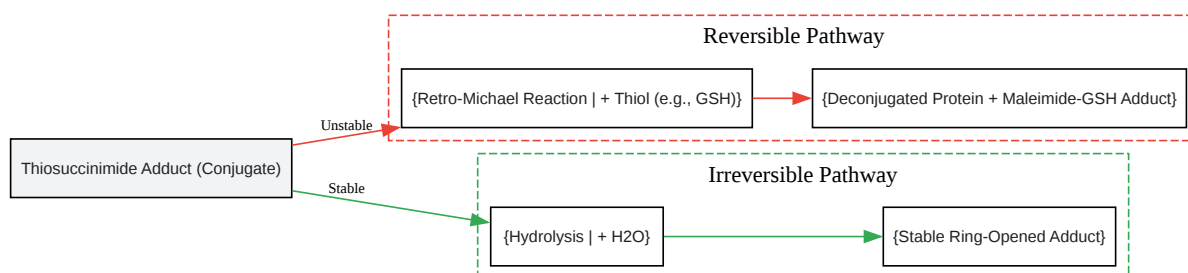 Reversible Pathway
{Retro-Michael Reaction | + Thiol (e.g., GSH)}
{Deconjugated Protein + Maleimide-GSH Adduct}
Unstable
Thiosuccinimide Adduct (Conjugate)
Stable
Irreversible Pathway
{Hydrolysis | + H2O}
{Stable Ring-Opened Adduct}